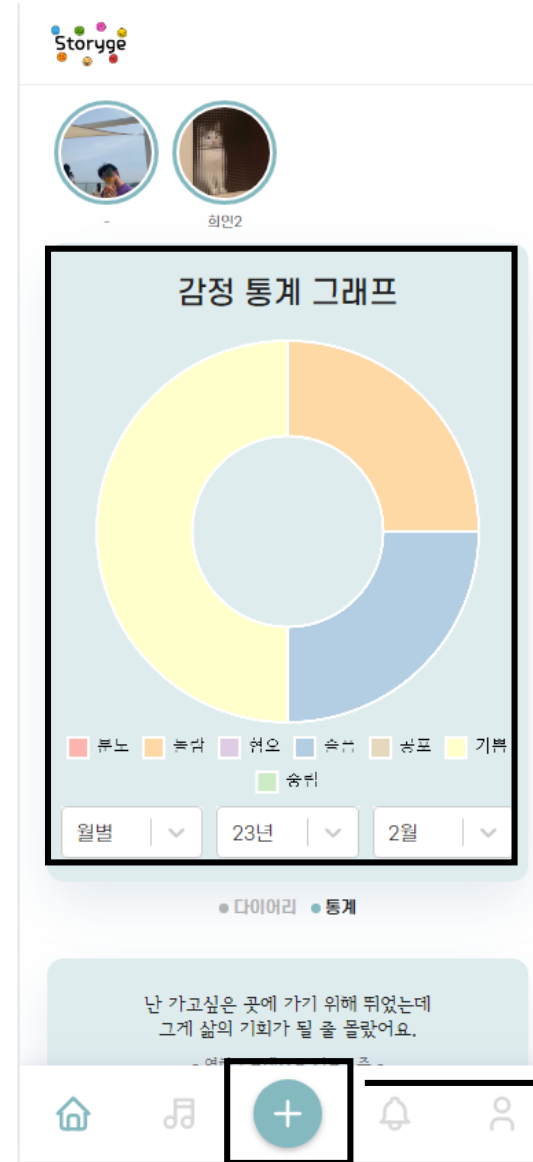 Storyge
-
희연2
감정 통계 그래프
분노 놀람 혐오 슬픔 공포 기쁨
중립
월별 23년 2월
다이어리 통계
난 가고싶은 곳에 가기 위해 뛰었는데
그게 삶의 기회가 될 줄 몰랐어요.